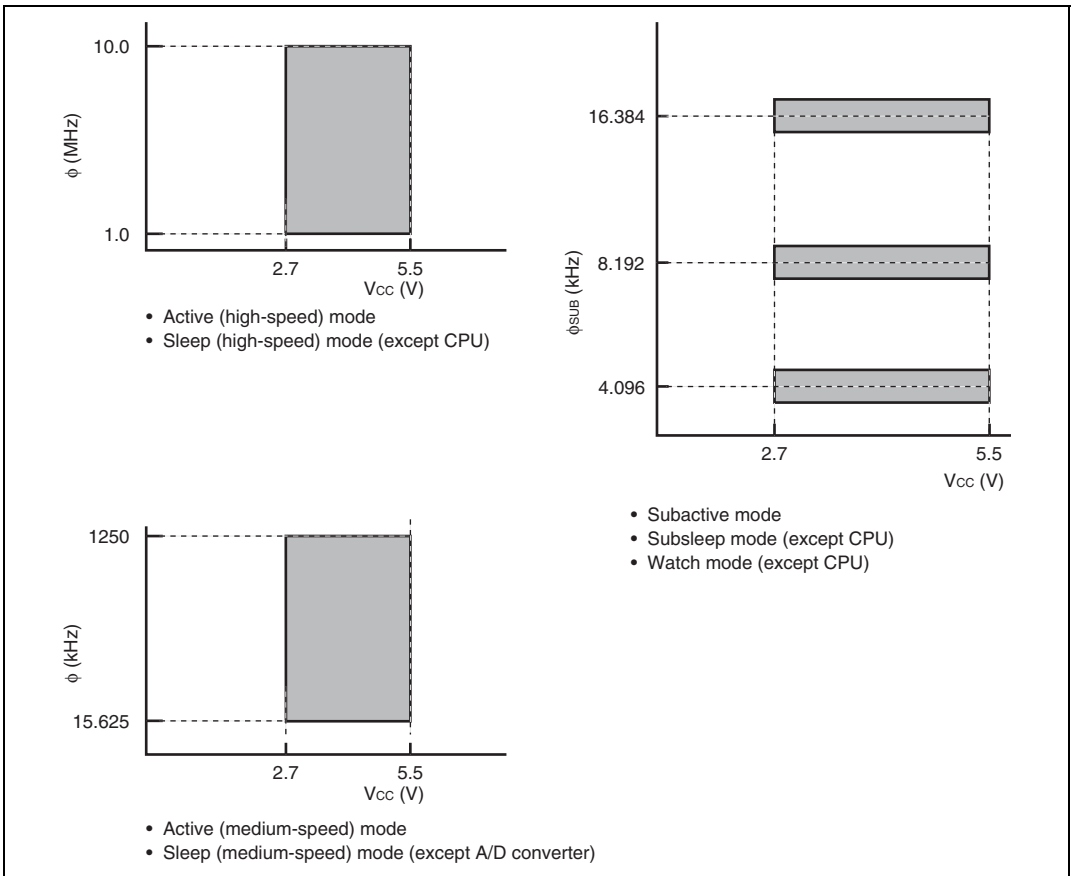 10.0
φ (MHz)
1.0
2.7 5.5
Vcc (V)
• Active (high-speed) mode
• Sleep (high-speed) mode (except CPU)
16.384
8.192
φSUB (kHz)
4.096
2.7 5.5
Vcc (V)
• Subactive mode
• Subsleep mode (except CPU)
• Watch mode (except CPU)
1250
φ (kHz)
15.625
2.7 5.5
Vcc (V)
• Active (medium-speed) mode
• Sleep (medium-speed) mode (except A/D converter)